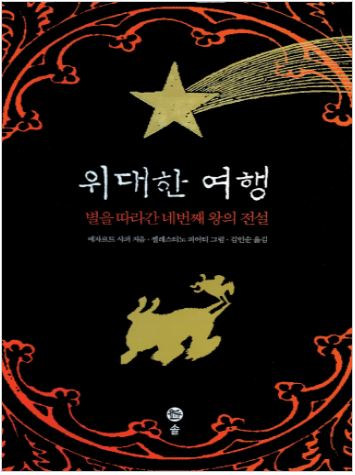 위대한 여행
별을 따라간 네번째 왕의 전설
에자르트 샤퍼 지음 · 첼레스티노 피아티 그림 · 김인순 옮김
솔